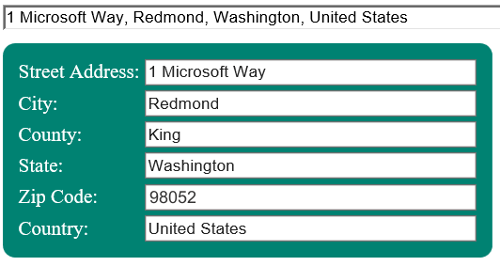 1 Microsoft Way, Redmond, Washington, United States
Street Address: 1 Microsoft Way
City: Redmond
County: King
State: Washington
Zip Code: 98052
Country: United States